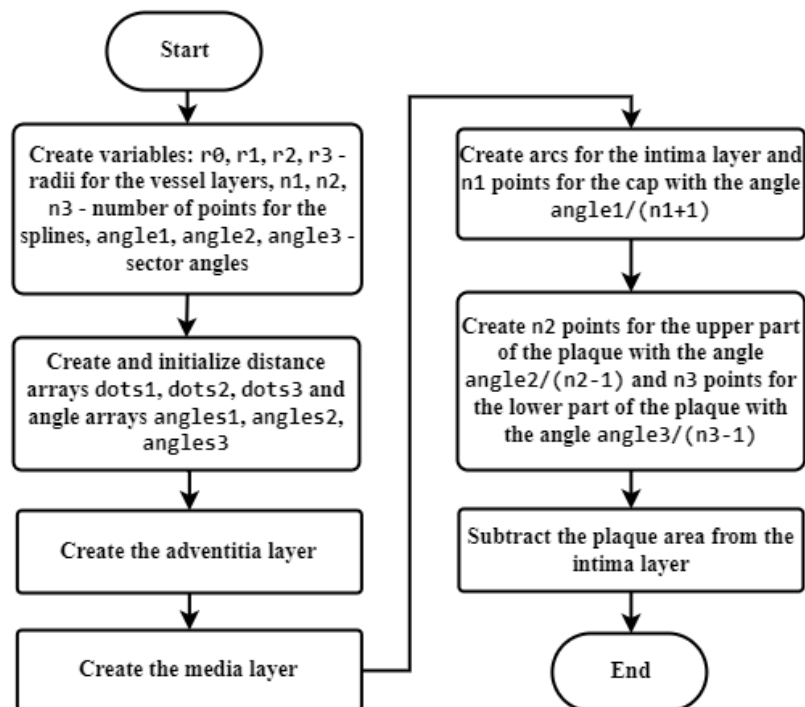 Start
Create variables: r0, r1, r2, r3 -
radii for the vessel layers, n1, n2,
n3 - number of points for the
splines, angle1, angle2, angle3 -
sector angles
Create and initialize distance
arrays dots1, dots2, dots3 and
angle arrays angles1, angles2,
angles3
Create the adventitia layer
Create the media layer
Create arcs for the intima layer and
n1 points for the cap with the angle
angle1/(n1+1)
Create n2 points for the upper part
of the plaque with the angle
angle2/(n2-1) and n3 points for
the lower part of the plaque with
the angle angle3/(n3-1)
Subtract the plaque area from the
intima layer
End